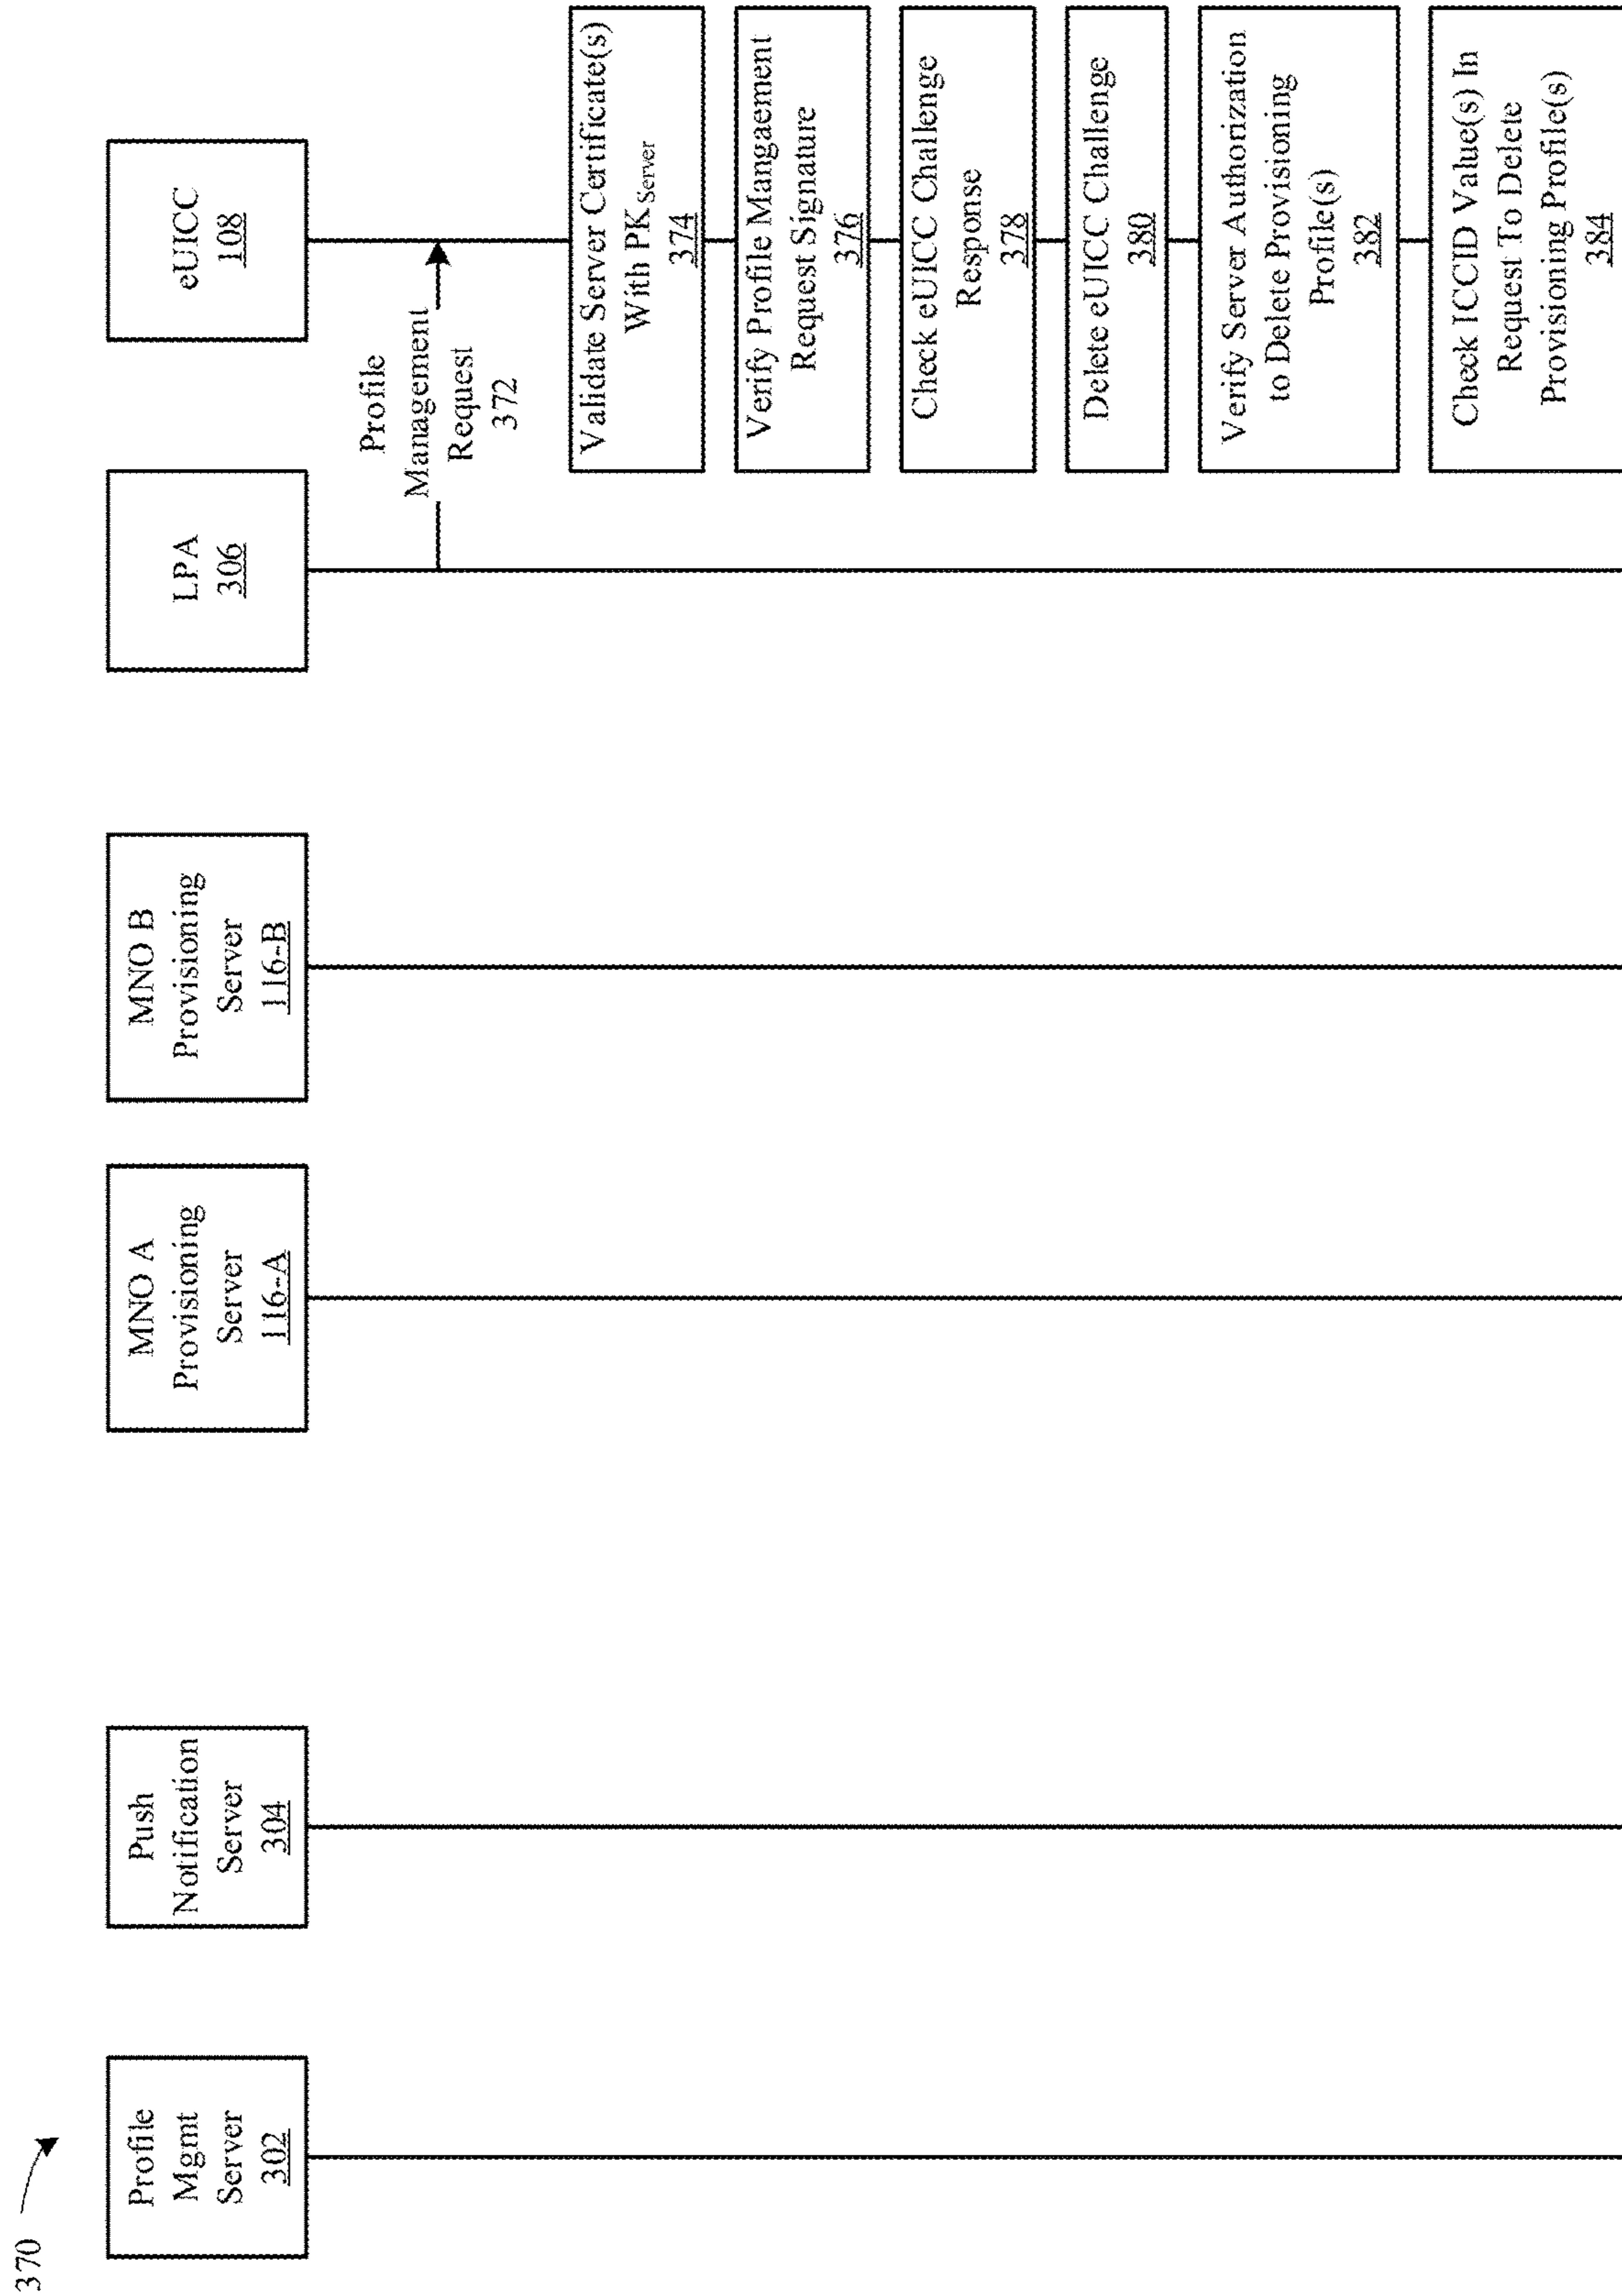 370
Profile
Mgmt
Server
302
Push
Notification
Server
304
MNO A
Provisioning
Server
116-A
MNO B
Provisioning
Server
116-B
LPA
306
eUICC
108
Profile
Management
Request
372
Validate Server Certificate(s)
With PKServer
374
Verify Profile Mangaement
Request Signature
376
Check eUICC Challenge
Response
378
Delete eUICC Challenge
380
Verify Server Authorization
to Delete Provisioning
Profile(s)
382
Check ICCID Value(s) In
Request To Delete
Provisioning Profile(s)
384